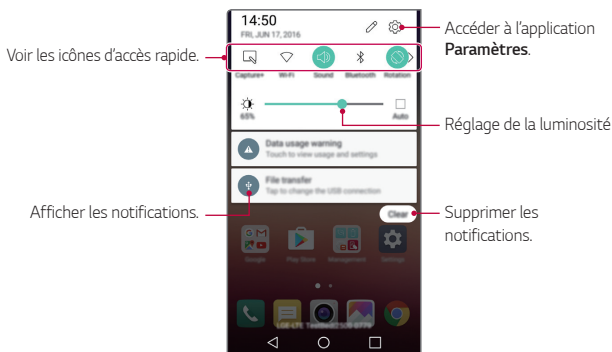 14:50
FRI, JUN 17, 2016
Accéder à l'application
Paramètres.
Voir les icônes d'accès rapide.
Capture+ Wi-Fi Sound Bluetooth Rotation
65% Auto
Réglage de la luminosité
Data usage warning
Touch to view usage and settings
File transfer
Tap to change the USB connection
Afficher les notifications.
Clear
Supprimer les
notifications.
Google Play Store Management Settings